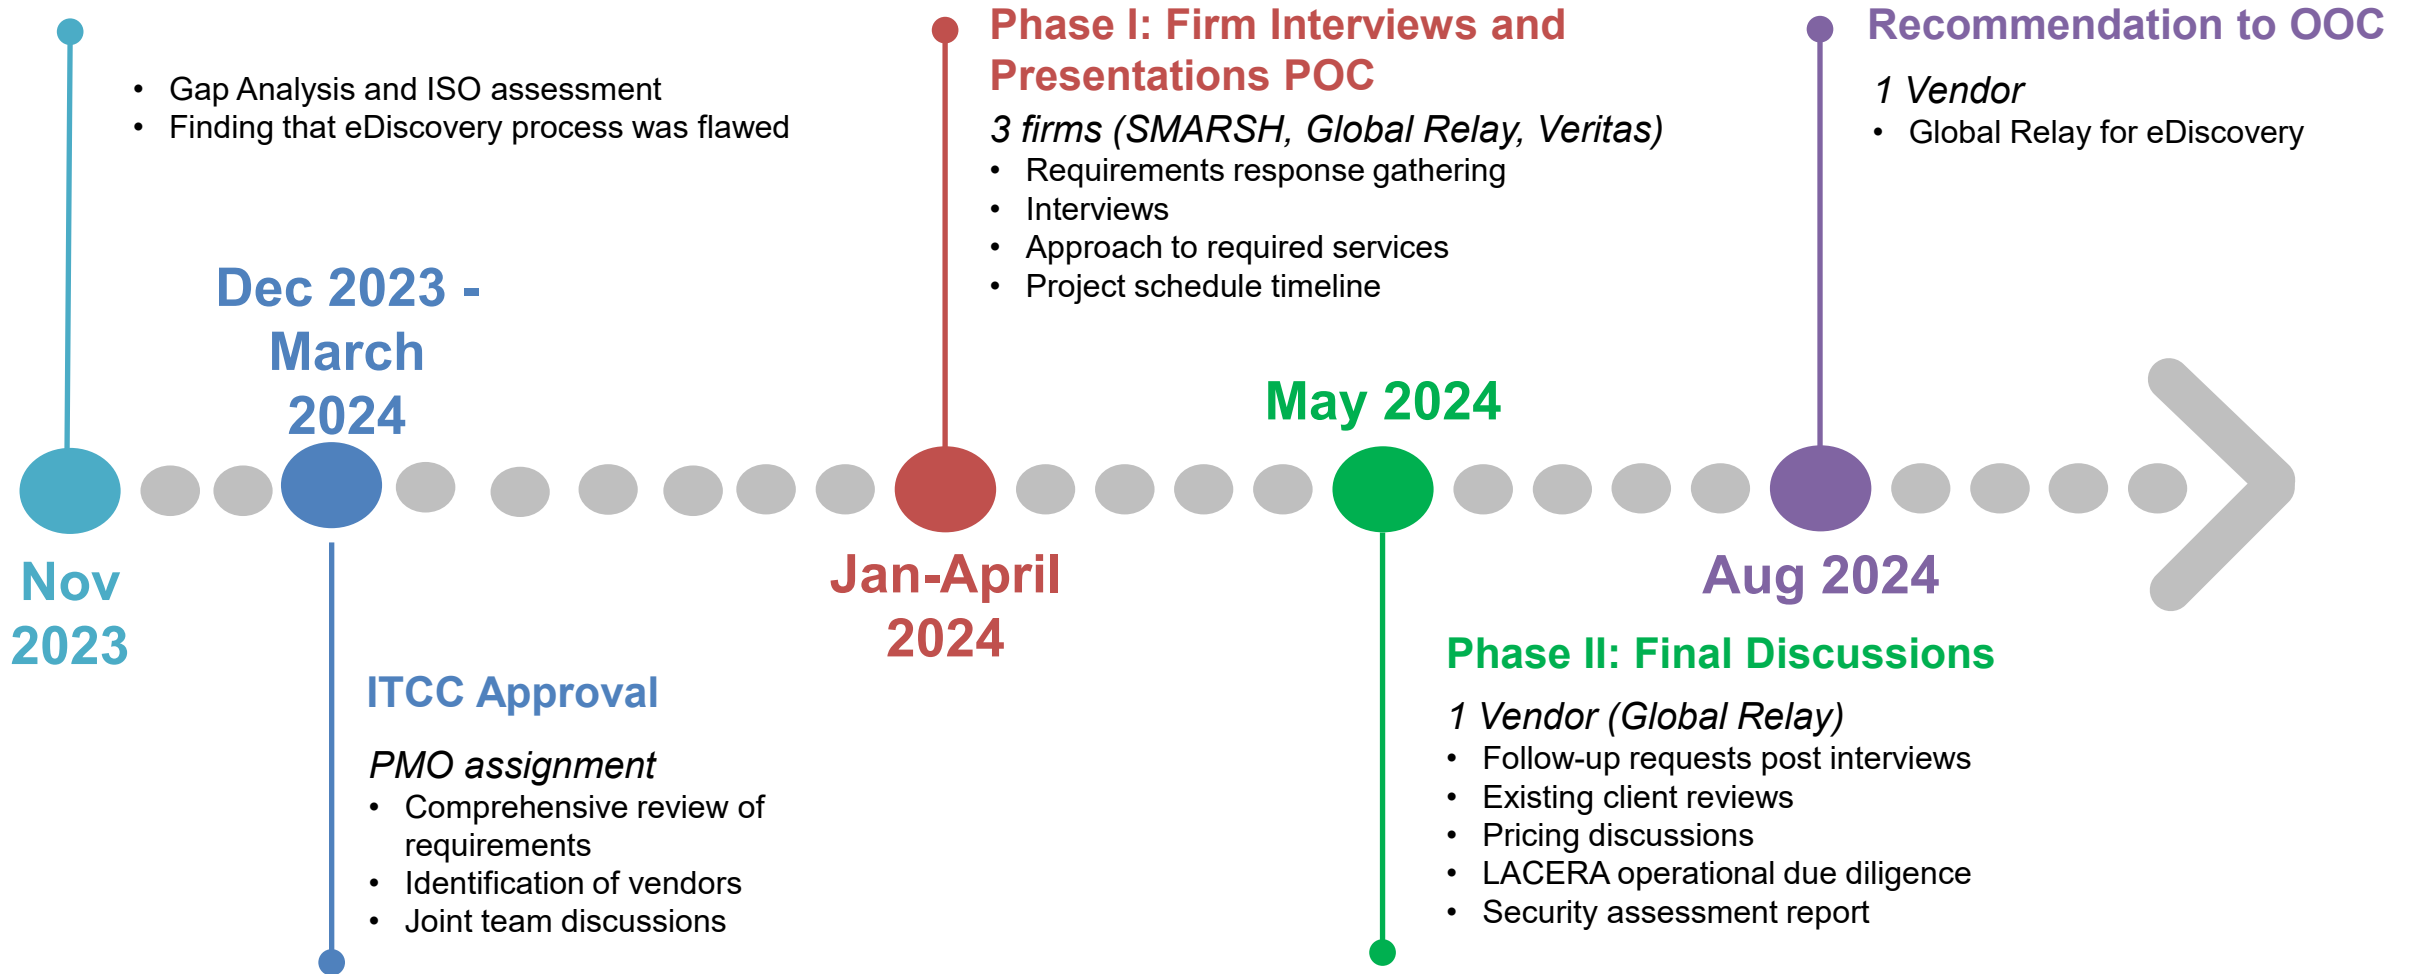 • Gap Analysis and ISO assessment
• Finding that eDiscovery process was flawed
Nov
2023
Dec 2023 -
March
2024
ITCC Approval
PMO assignment
• Comprehensive review of
requirements
• Identification of vendors
• Joint team discussions
Phase I: Firm Interviews and
Presentations POC
3 firms (SMARSH, Global Relay, Veritas)
• Requirements response gathering
• Interviews
• Approach to required services
• Project schedule timeline
Jan-April
2024
May 2024
Phase II: Final Discussions
1 Vendor (Global Relay)
• Follow-up requests post interviews
• Existing client reviews
• Pricing discussions
• LACERA operational due diligence
• Security assessment report
Recommendation to OOC
1 Vendor
• Global Relay for eDiscovery
Aug 2024